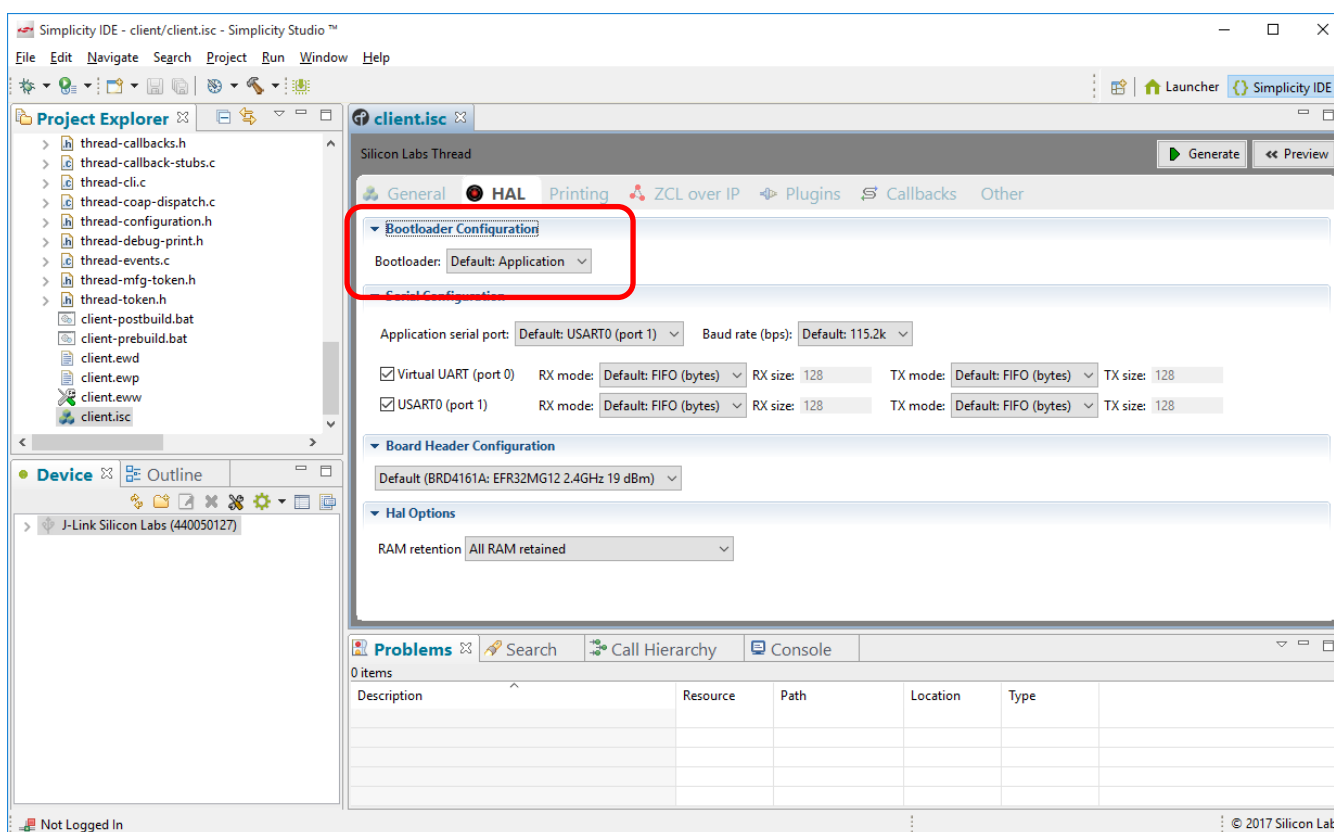 Simplicity IDE - client/client.isc - Simplicity Studio ™
File Edit Navigate Search Project Run Window Help
Launcher Simplicity IDE
Project Explorer
thread-callbacks.h
thread-callback-stubs.c
thread-cli.c
thread-coap-dispatch.c
thread-configuration.h
thread-debug-print.h
thread-events.c
thread-mfg-token.h
thread-token.h
client-postbuild.bat
client-prebuild.bat
client.ewd
client.ewp
client.eww
client.isc
Device Outline
J-Link Silicon Labs (440050127)
client.isc
Silicon Labs Thread Generate Preview
General HAL Printing ZCL over IP Plugins Callbacks Other
Bootloader Configuration
Bootloader: Default: Application
Serial Configuration
Application serial port: Default: USART0 (port 1) Baud rate (bps): Default: 115.2k
Virtual UART (port 0) RX mode: Default: FIFO (bytes) RX size: 128 TX mode: Default: FIFO (bytes) TX size: 128
USART0 (port 1) RX mode: Default: FIFO (bytes) RX size: 128 TX mode: Default: FIFO (bytes) TX size: 128
Board Header Configuration
Default (BRD4161A: EFR32MG12 2.4GHz 19 dBm)
Hal Options
RAM retention All RAM retained
Problems Search Call Hierarchy Console
0 items
Description Resource Path Location Type
Not Logged In © 2017 Silicon Lab